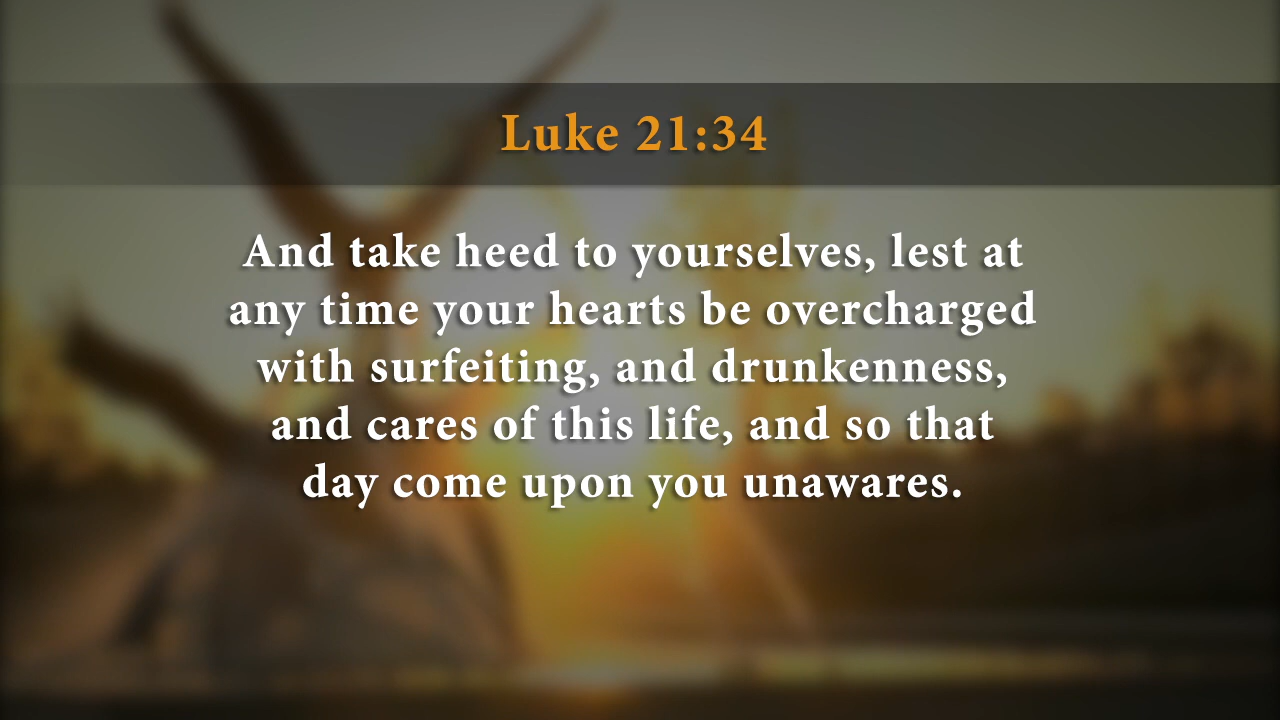 Luke 21:34
And take heed to yourselves, lest at
any time your hearts be overcharged
with surfeiting, and drunkenness,
and cares of this life, and so that
day come upon you unawares.